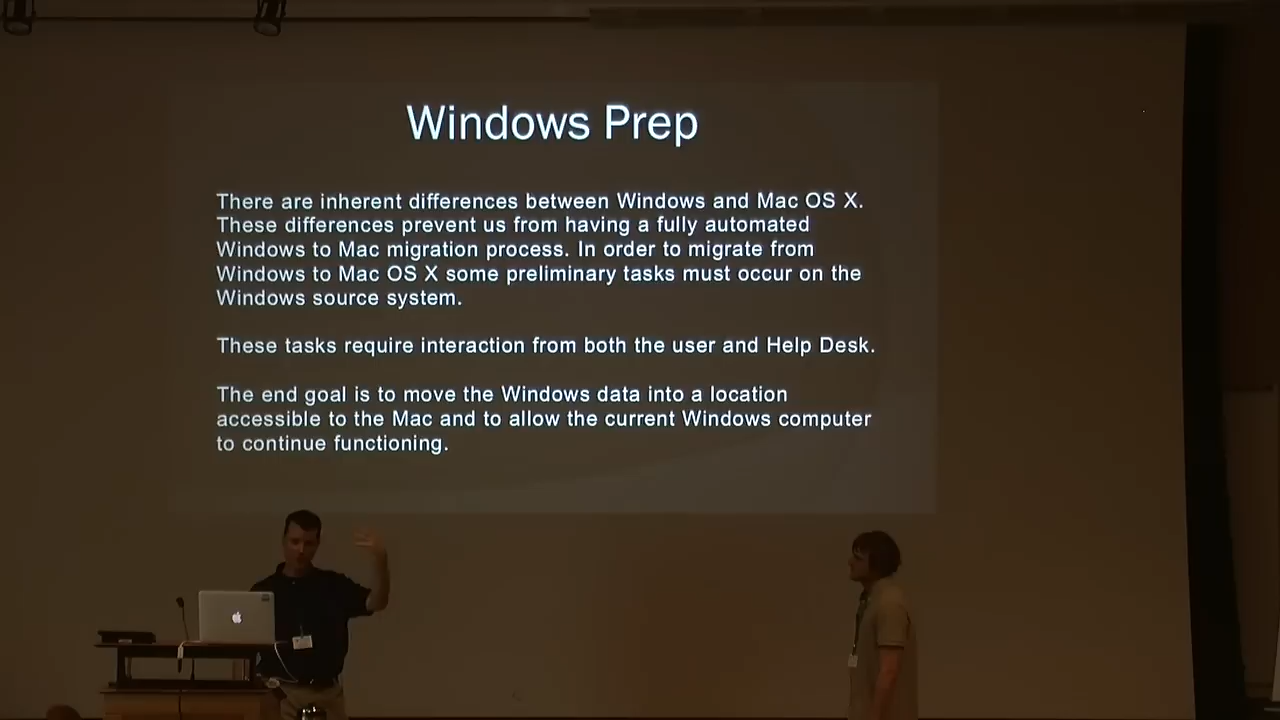 Windows Prep
There are inherent differences between Windows and Mac OS X.
These differences prevent us from having a fully automated
Windows to Mac migration process. In order to migrate from
Windows to Mac OS X some preliminary tasks must occur on the
Windows source system.
These tasks require interaction from both the user and Help Desk.
The end goal is to move the Windows data into a location
accessible to the Mac and to allow the current Windows computer
to continue functioning.